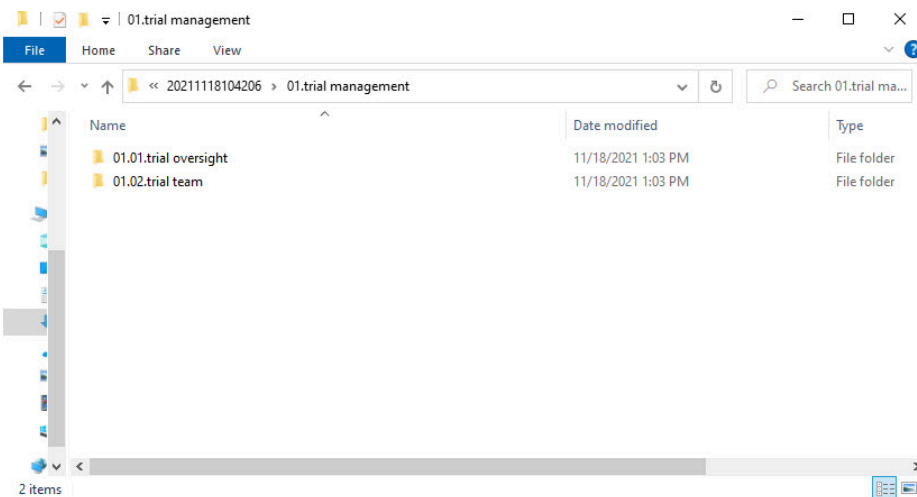 01.trial management
File Home Share View
« 20211118104206 › 01.trial management Search 01.trial ma...
Name Date modified Type
01.01.trial oversight 11/18/2021 1:03 PM File folder
01.02.trial team 11/18/2021 1:03 PM File folder
2 items